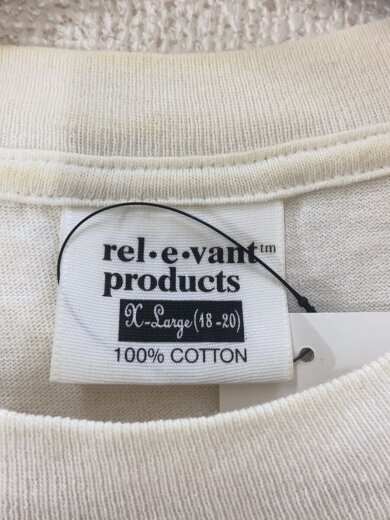 rel•e•vant™
products
X-Large (18-20)
100% COTTON